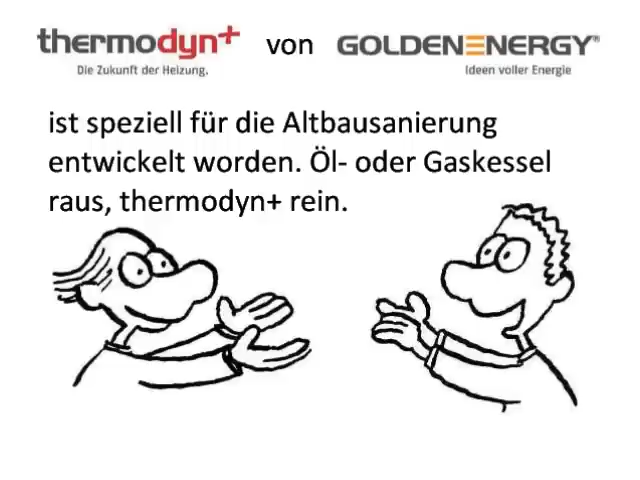 thermodyn+ von GOLDENENERGY®
Die Zukunft der Heizung. Ideen voller Energie
ist speziell für die Altbausanierung
entwickelt worden. Öl- oder Gaskessel
raus, thermodyn+ rein.